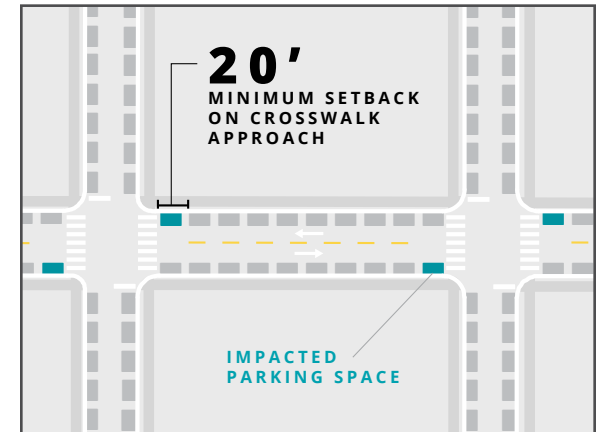 20’
MINIMUM SETBACK
ON CROSSWALK
APPROACH
IMPACTED
PARKING SPACE